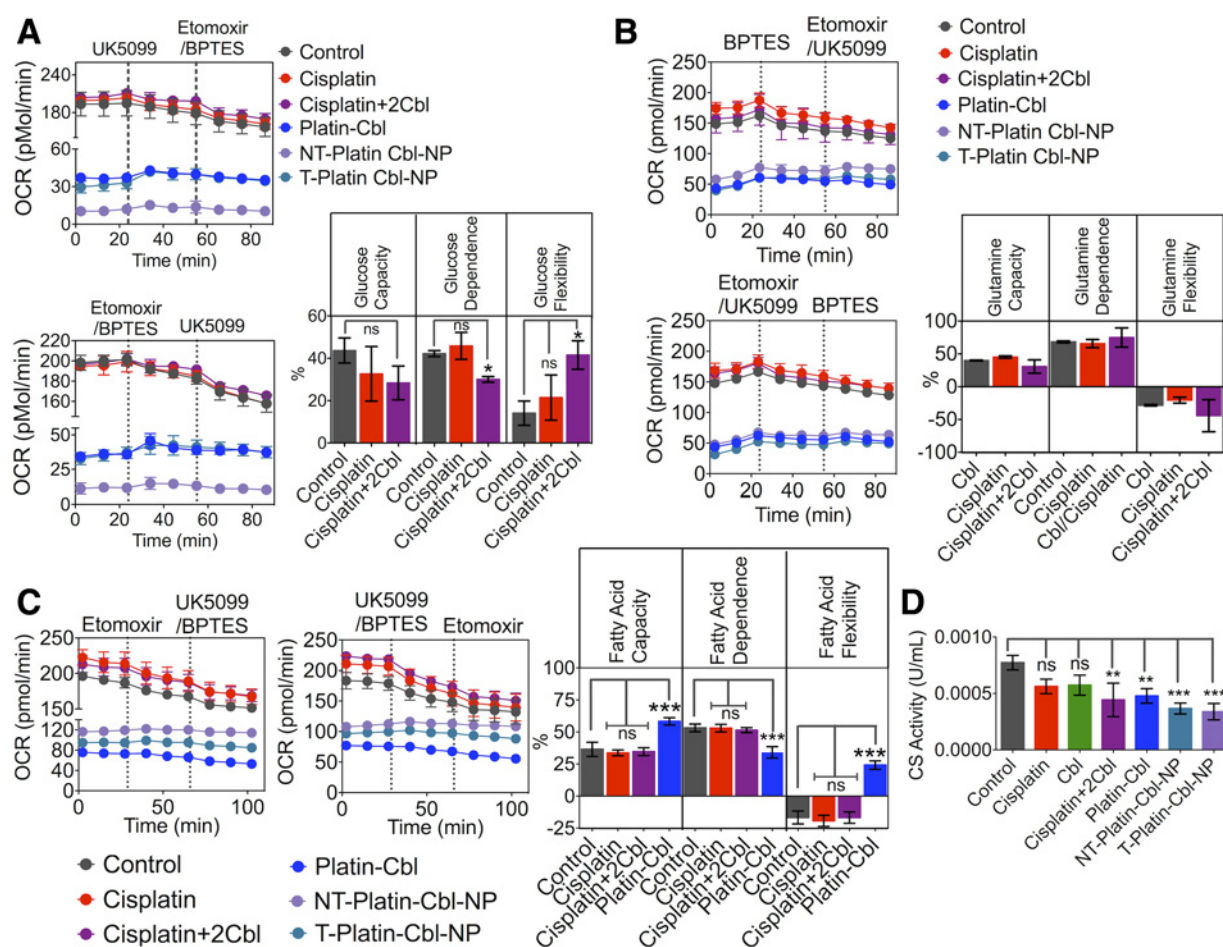 A
UK5099
Etomoxir
/BPTES
OCR (pMol/min)
240
180
60
30
0
0 20 40 60 80
Time (min)
Control
Cisplatin
Cisplatin+2Cbl
Platin-Cbl
NT-Platin Cbl-NP
T-Platin Cbl-NP
Etomoxir
/BPTES
UK5099
OCR (pMol/min)
200
150
50
25
0
0 20 40 60 80
Time (min)
Glucose
Capacity
Glucose
Dependence
Glucose
Flexibility
%
60
40
20
0
ns
ns
*
ns
*
Control
Cisplatin
Cisplatin+2Cbl
Control
Cisplatin
Cisplatin+2Cbl
Control
Cisplatin
Cisplatin+2Cbl
B
BPTES
Etomoxir
/UK5099
OCR (pmol/min)
250
200
150
100
50
0
0 20 40 60 80
Time (min)
Control
Cisplatin
Cisplatin+2Cbl
Platin-Cbl
NT-Platin Cbl-NP
T-Platin Cbl-NP
Etomoxir
/UK5099
BPTES
OCR (pmol/min)
250
200
150
100
50
0
0 20 40 60 80
Time (min)
Glutamine
Capacity
Glutamine
Dependence
Glutamine
Flexibility
%
100
50
0
-50
-100
Cbl
Cisplatin
Cisplatin+2Cbl
Control
Cisplatin
Cbl/Cisplatin
Cbl
Cisplatin
Cisplatin+2Cbl
C
Etomoxir
UK5099
/BPTES
OCR (pmol/min)
250
200
150
120
80
40
0
0 50 100
Time (min)
UK5099
/BPTES
Etomoxir
OCR (pmol/min)
250
200
150
100
120
80
40
0
0 50 100
Time (min)
Fatty Acid
Capacity
Fatty Acid
Dependence
Fatty Acid
Flexibility
%
100
50
25
0
-25
ns
***
ns
***
ns
***
Control
Cisplatin
Cisplatin+2Cbl
Platin-Cbl
Control
Cisplatin
Cisplatin+2Cbl
Platin-Cbl
Control
Cisplatin
Cisplatin+2Cbl
Platin-Cbl
Control
Cisplatin
Cisplatin+2Cbl
Platin-Cbl
NT-Platin-Cbl-NP
T-Platin-Cbl-NP
D
CS Activity (U/mL)
0.0010
0.0005
0.0000
ns
ns
**
**
***
***
Control
Cisplatin
Cbl
Cisplatin+2Cbl
Platin-Cbl
NT-Platin-Cbl-NP
T-Platin-Cbl-NP